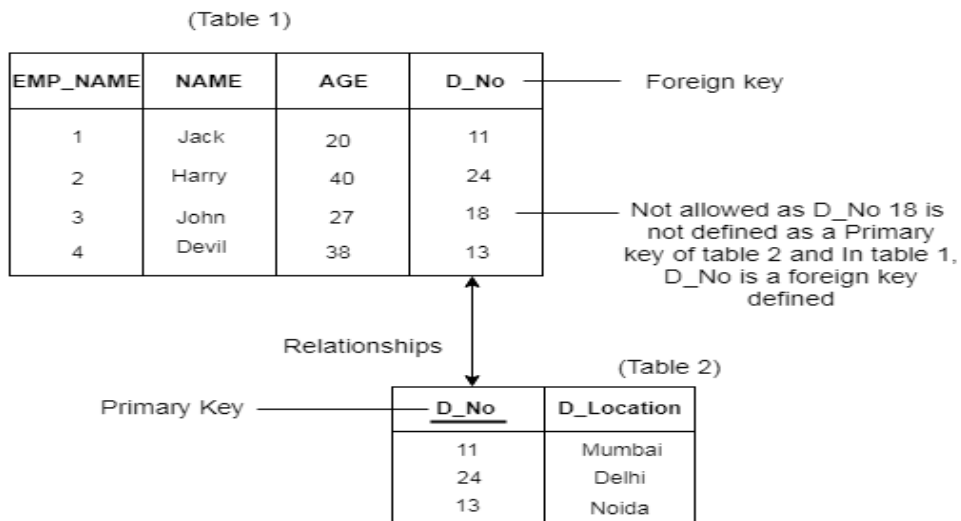 (Table 1)
EMP_NAME NAME AGE D_No Foreign key
1 Jack 20 11
2 Harry 40 24
3 John 27 18
4 Devil 38 13
Not allowed as D_No 18 is
not defined as a Primary
key of table 2 and In table 1,
D_No is a foreign key
defined
Relationships
(Table 2)
Primary Key D_No D_Location
11 Mumbai
24 Delhi
13 Noida